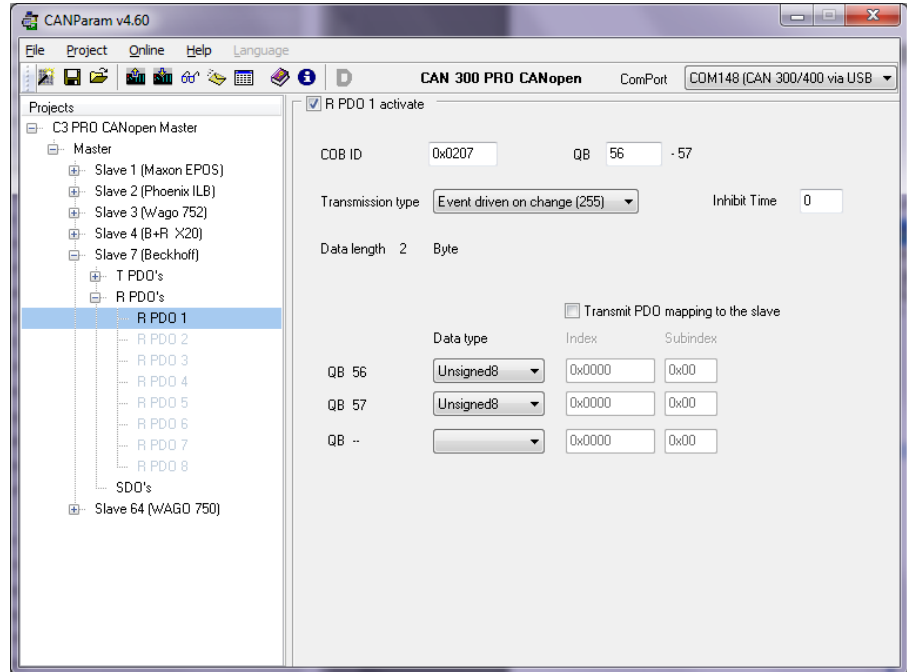 CANParam v4.60
File Project Online Help Language
D CAN 300 PRO CANopen ComPort COM148 (CAN 300/400 via USB
Projects
C3 PRO CANopen Master
Master
Slave 1 (Maxon EPOS)
Slave 2 (Phoenix ILB)
Slave 3 (Wago 752)
Slave 4 (B+R X20)
Slave 7 (Beckhoff)
T PDO's
R PDO's
R PDO 1
R PDO 2
R PDO 3
R PDO 4
R PDO 5
R PDO 6
R PDO 7
R PDO 8
SDO's
Slave 64 (WAGO 750)
R PDO 1 activate
COB ID 0x0207 QB 56 - 57
Transmission type Event driven on change (255) Inhibit Time 0
Data length 2 Byte
Transmit PDO mapping to the slave
Data type Index Subindex
QB 56 Unsigned8 0x0000 0x00
QB 57 Unsigned8 0x0000 0x00
QB -- 0x0000 0x00